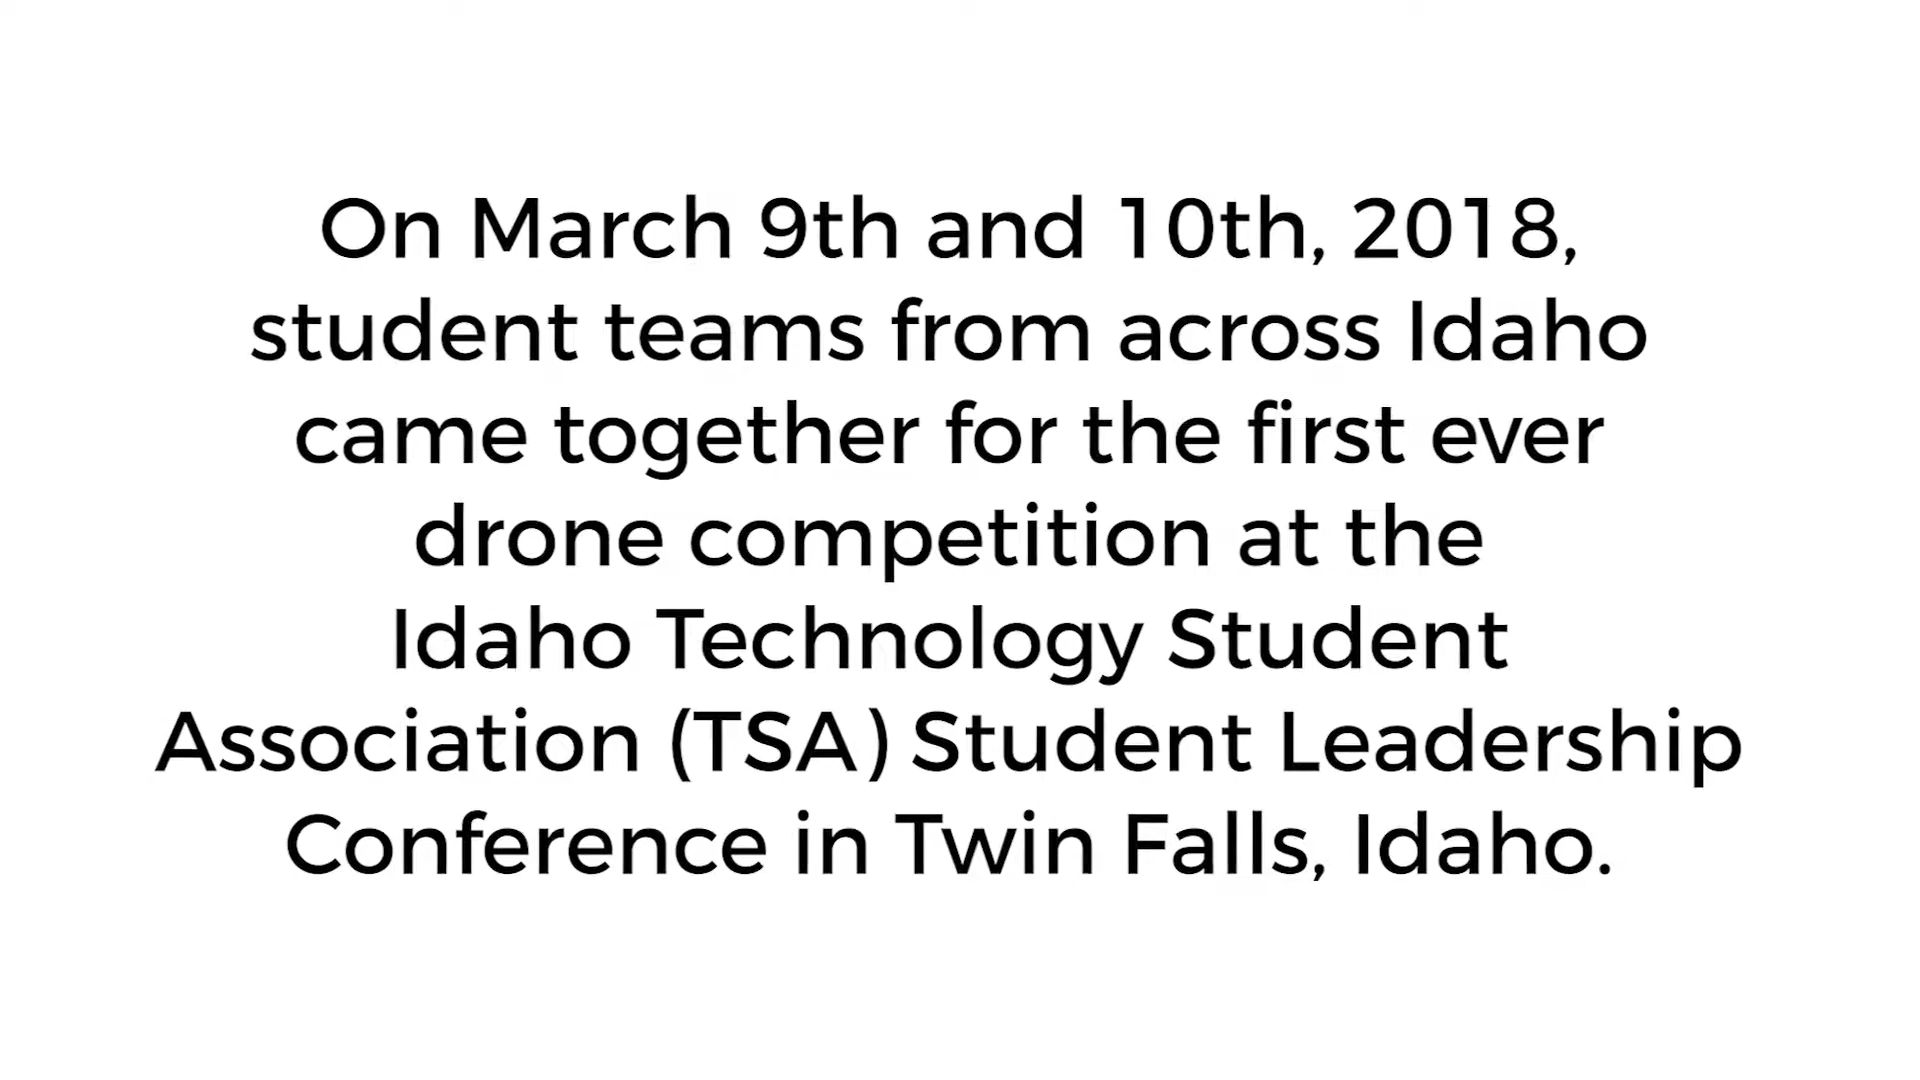 On March 9th and 10th, 2018,
student teams from across Idaho
came together for the first ever
drone competition at the
Idaho Technology Student
Association (TSA) Student Leadership
Conference in Twin Falls, Idaho.